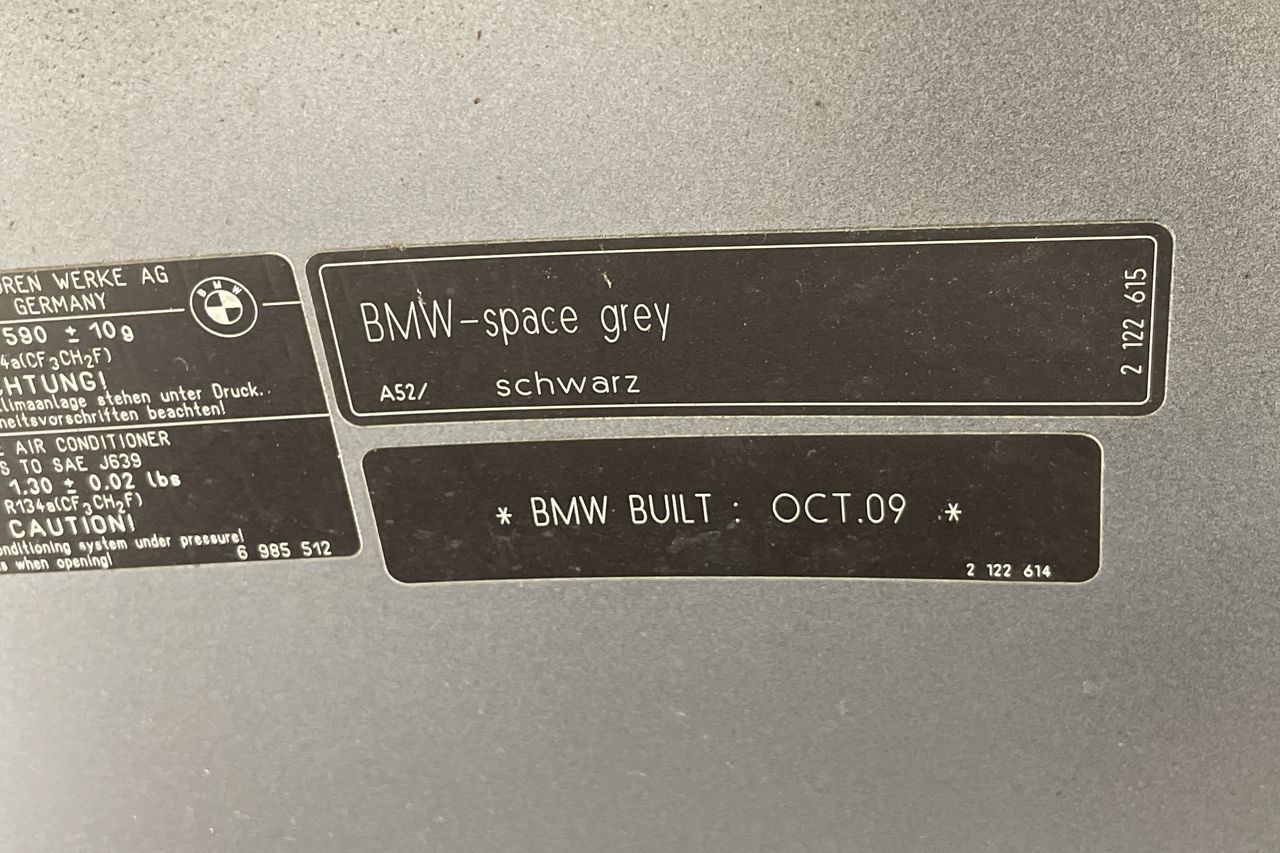 WERKE AG
GERMANY
BMW
590 ± 10g
4a(CF3CH2F)
CHTUNG!
limaanlage stehen unter Druck.
heitsvorschriften beachten!
AIR CONDITIONER
S TO SAE J639
1.30 ± 0.02 lbs
R134a(CF3CH2F)
CAUTION!
onditioning system under pressure!
s when opening!
6 985 512
BMW-space grey
A52/ schwarz
2 122 615
* BMW BUILT : OCT.09 *
2 122 614